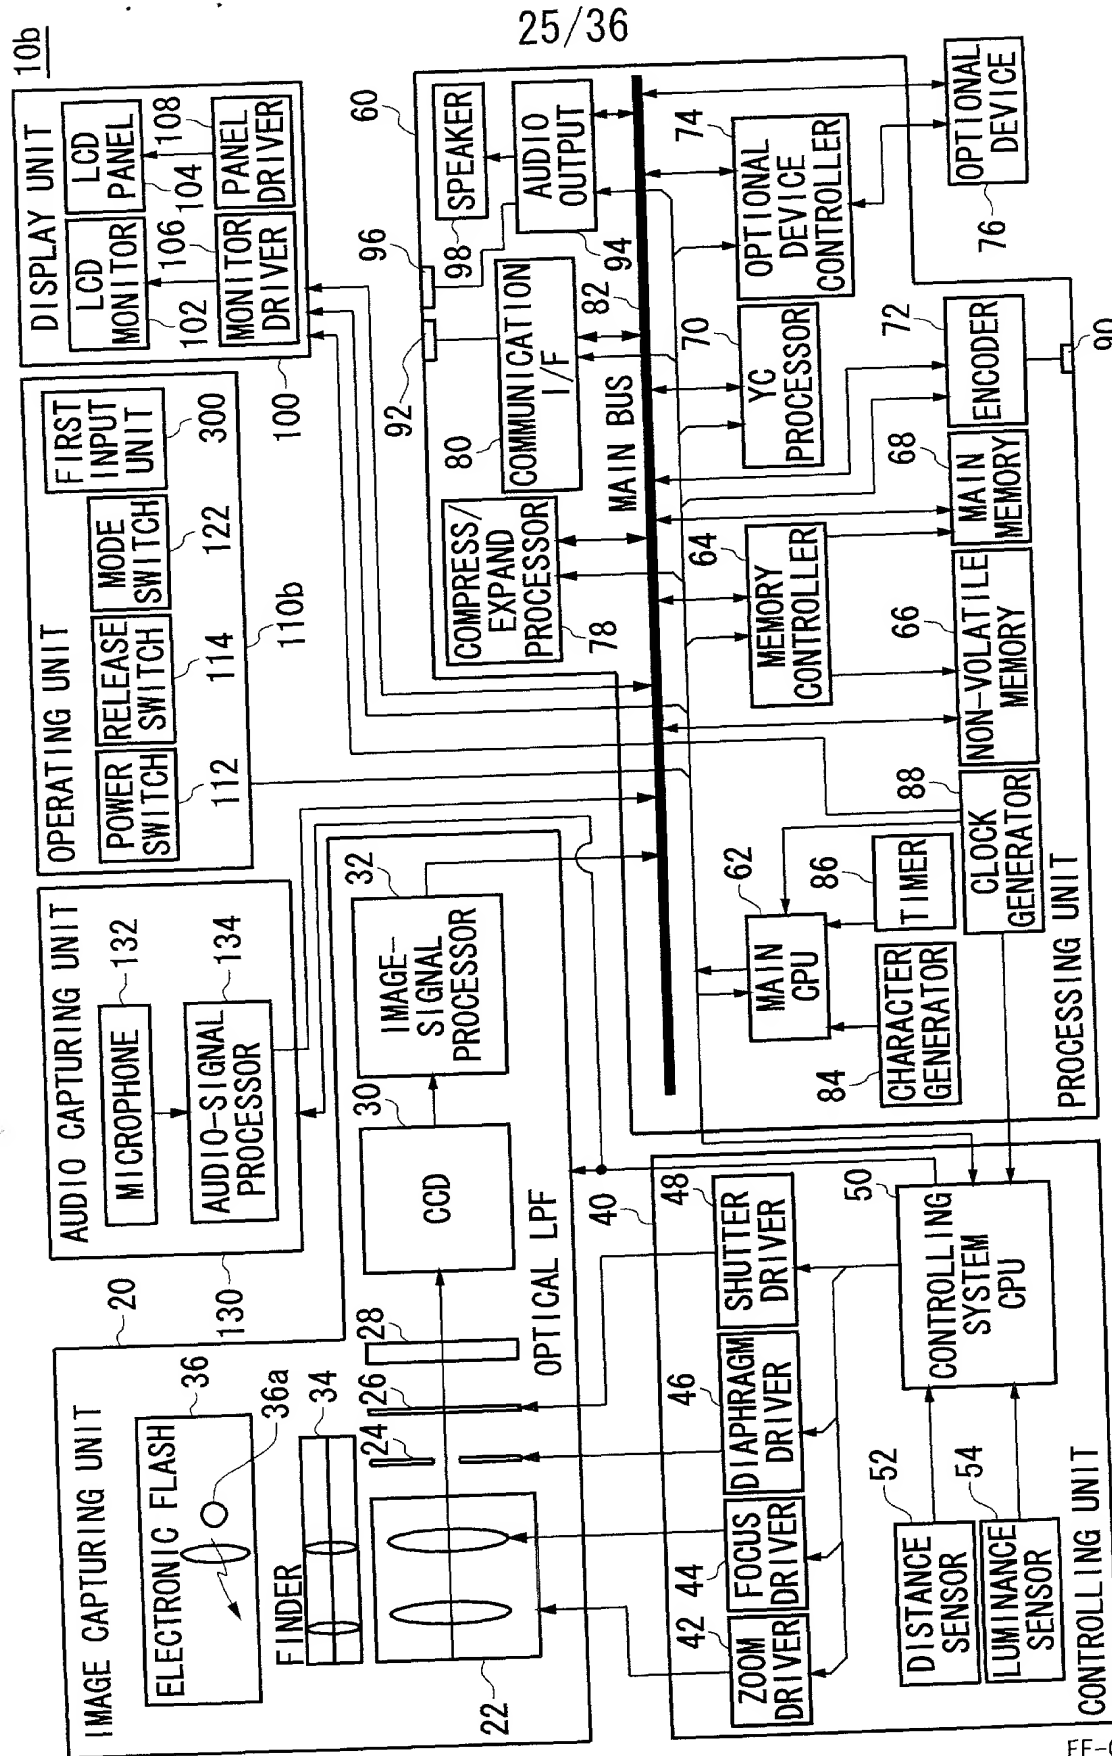 25/36
10b
IMAGE CAPTURING UNIT
20
ELECTRONIC FLASH
36
36a
FINDER
34
22
24
26
28
OPTICAL LPF
CCD
30
IMAGE-
SIGNAL
PROCESSOR
32
AUDIO CAPTURING UNIT
130
MICROPHONE
132
AUDIO-SIGNAL
PROCESSOR
134
OPERATING UNIT
110b
POWER
SWITCH
112
RELEASE
SWITCH
114
MODE
SWITCH
122
FIRST
INPUT
UNIT
300
DISPLAY UNIT
100
LCD
MONITOR
102
LCD
PANEL
104
MONITOR
DRIVER
106
PANEL
DRIVER
108
CONTROLLING UNIT
40
ZOOM
DRIVER
42
FOCUS
DRIVER
44
DIAPHRAGM
DRIVER
46
SHUTTER
DRIVER
48
CONTROLLING
SYSTEM
CPU
50
DISTANCE
SENSOR
52
LUMINANCE
SENSOR
54
PROCESSING UNIT
60
COMPRESS/
EXPAND
PROCESSOR
78
COMMUNICATION
I/F
80
92
96
SPEAKER
98
AUDIO
OUTPUT
94
MAIN BUS
82
MAIN
CPU
62
MEMORY
CONTROLLER
64
YC
PROCESSOR
70
OPTIONAL
DEVICE
CONTROLLER
74
CHARACTER
GENERATOR
84
TIMER
86
CLOCK
GENERATOR
88
NON-VOLATILE
MEMORY
66
MAIN
MEMORY
68
ENCODER
72
90
OPTIONAL
DEVICE
76